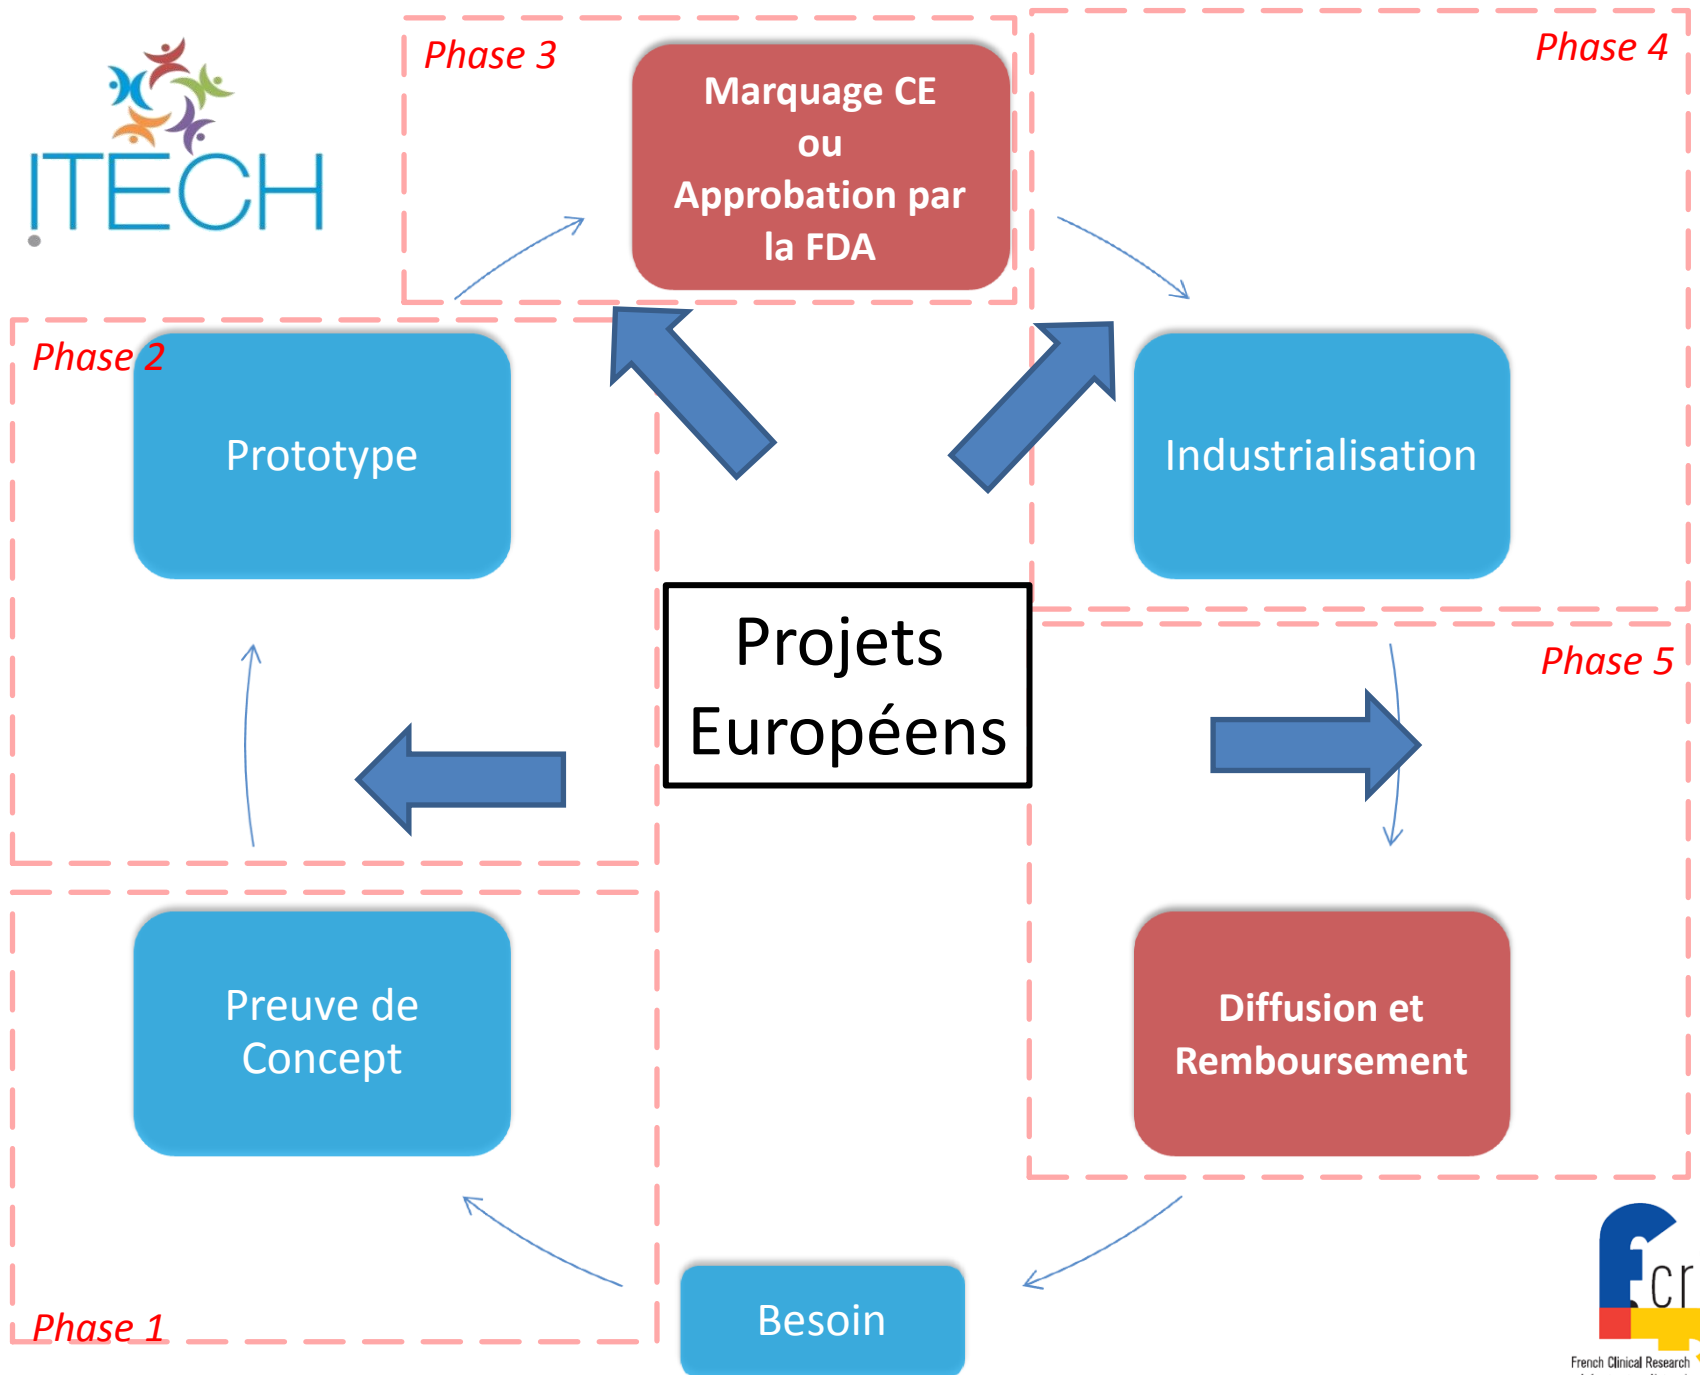 ITECH
Phase 3
Marquage CE
ou
Approbation par
la FDA
Phase 4
Phase 2
Prototype
Industrialisation
Projets
Européens
Phase 5
Preuve de
Concept
Diffusion et
Remboursement
Phase 1
Besoin
F.cr
French Clinical Research